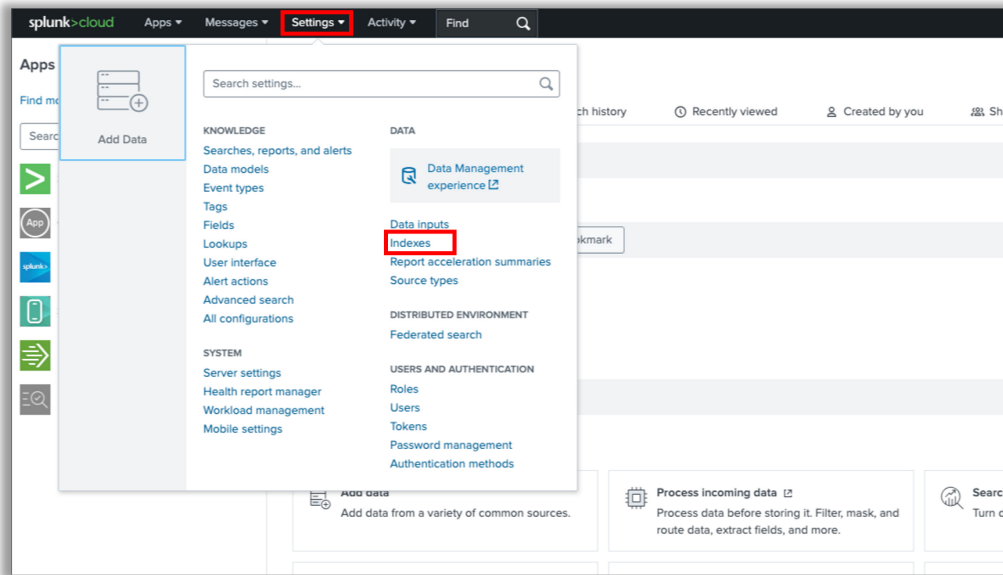 splunk>cloud Apps Messages Settings Activity Find
Apps
Find mo
Searc
App
splunk>
Add Data
Search settings...
KNOWLEDGE
Searches, reports, and alerts
Data models
Event types
Tags
Fields
Lookups
User interface
Alert actions
Advanced search
All configurations
SYSTEM
Server settings
Health report manager
Workload management
Mobile settings
DATA
Data Management
experience
Data inputs
Indexes
Report acceleration summaries
Source types
DISTRIBUTED ENVIRONMENT
Federated search
USERS AND AUTHENTICATION
Roles
Users
Tokens
Password management
Authentication methods
ch history Recently viewed Created by you Sh
kmark
Add data
Add data from a variety of common sources.
Process incoming data
Process data before storing it. Filter, mask, and
route data, extract fields, and more.
Searc
Turn